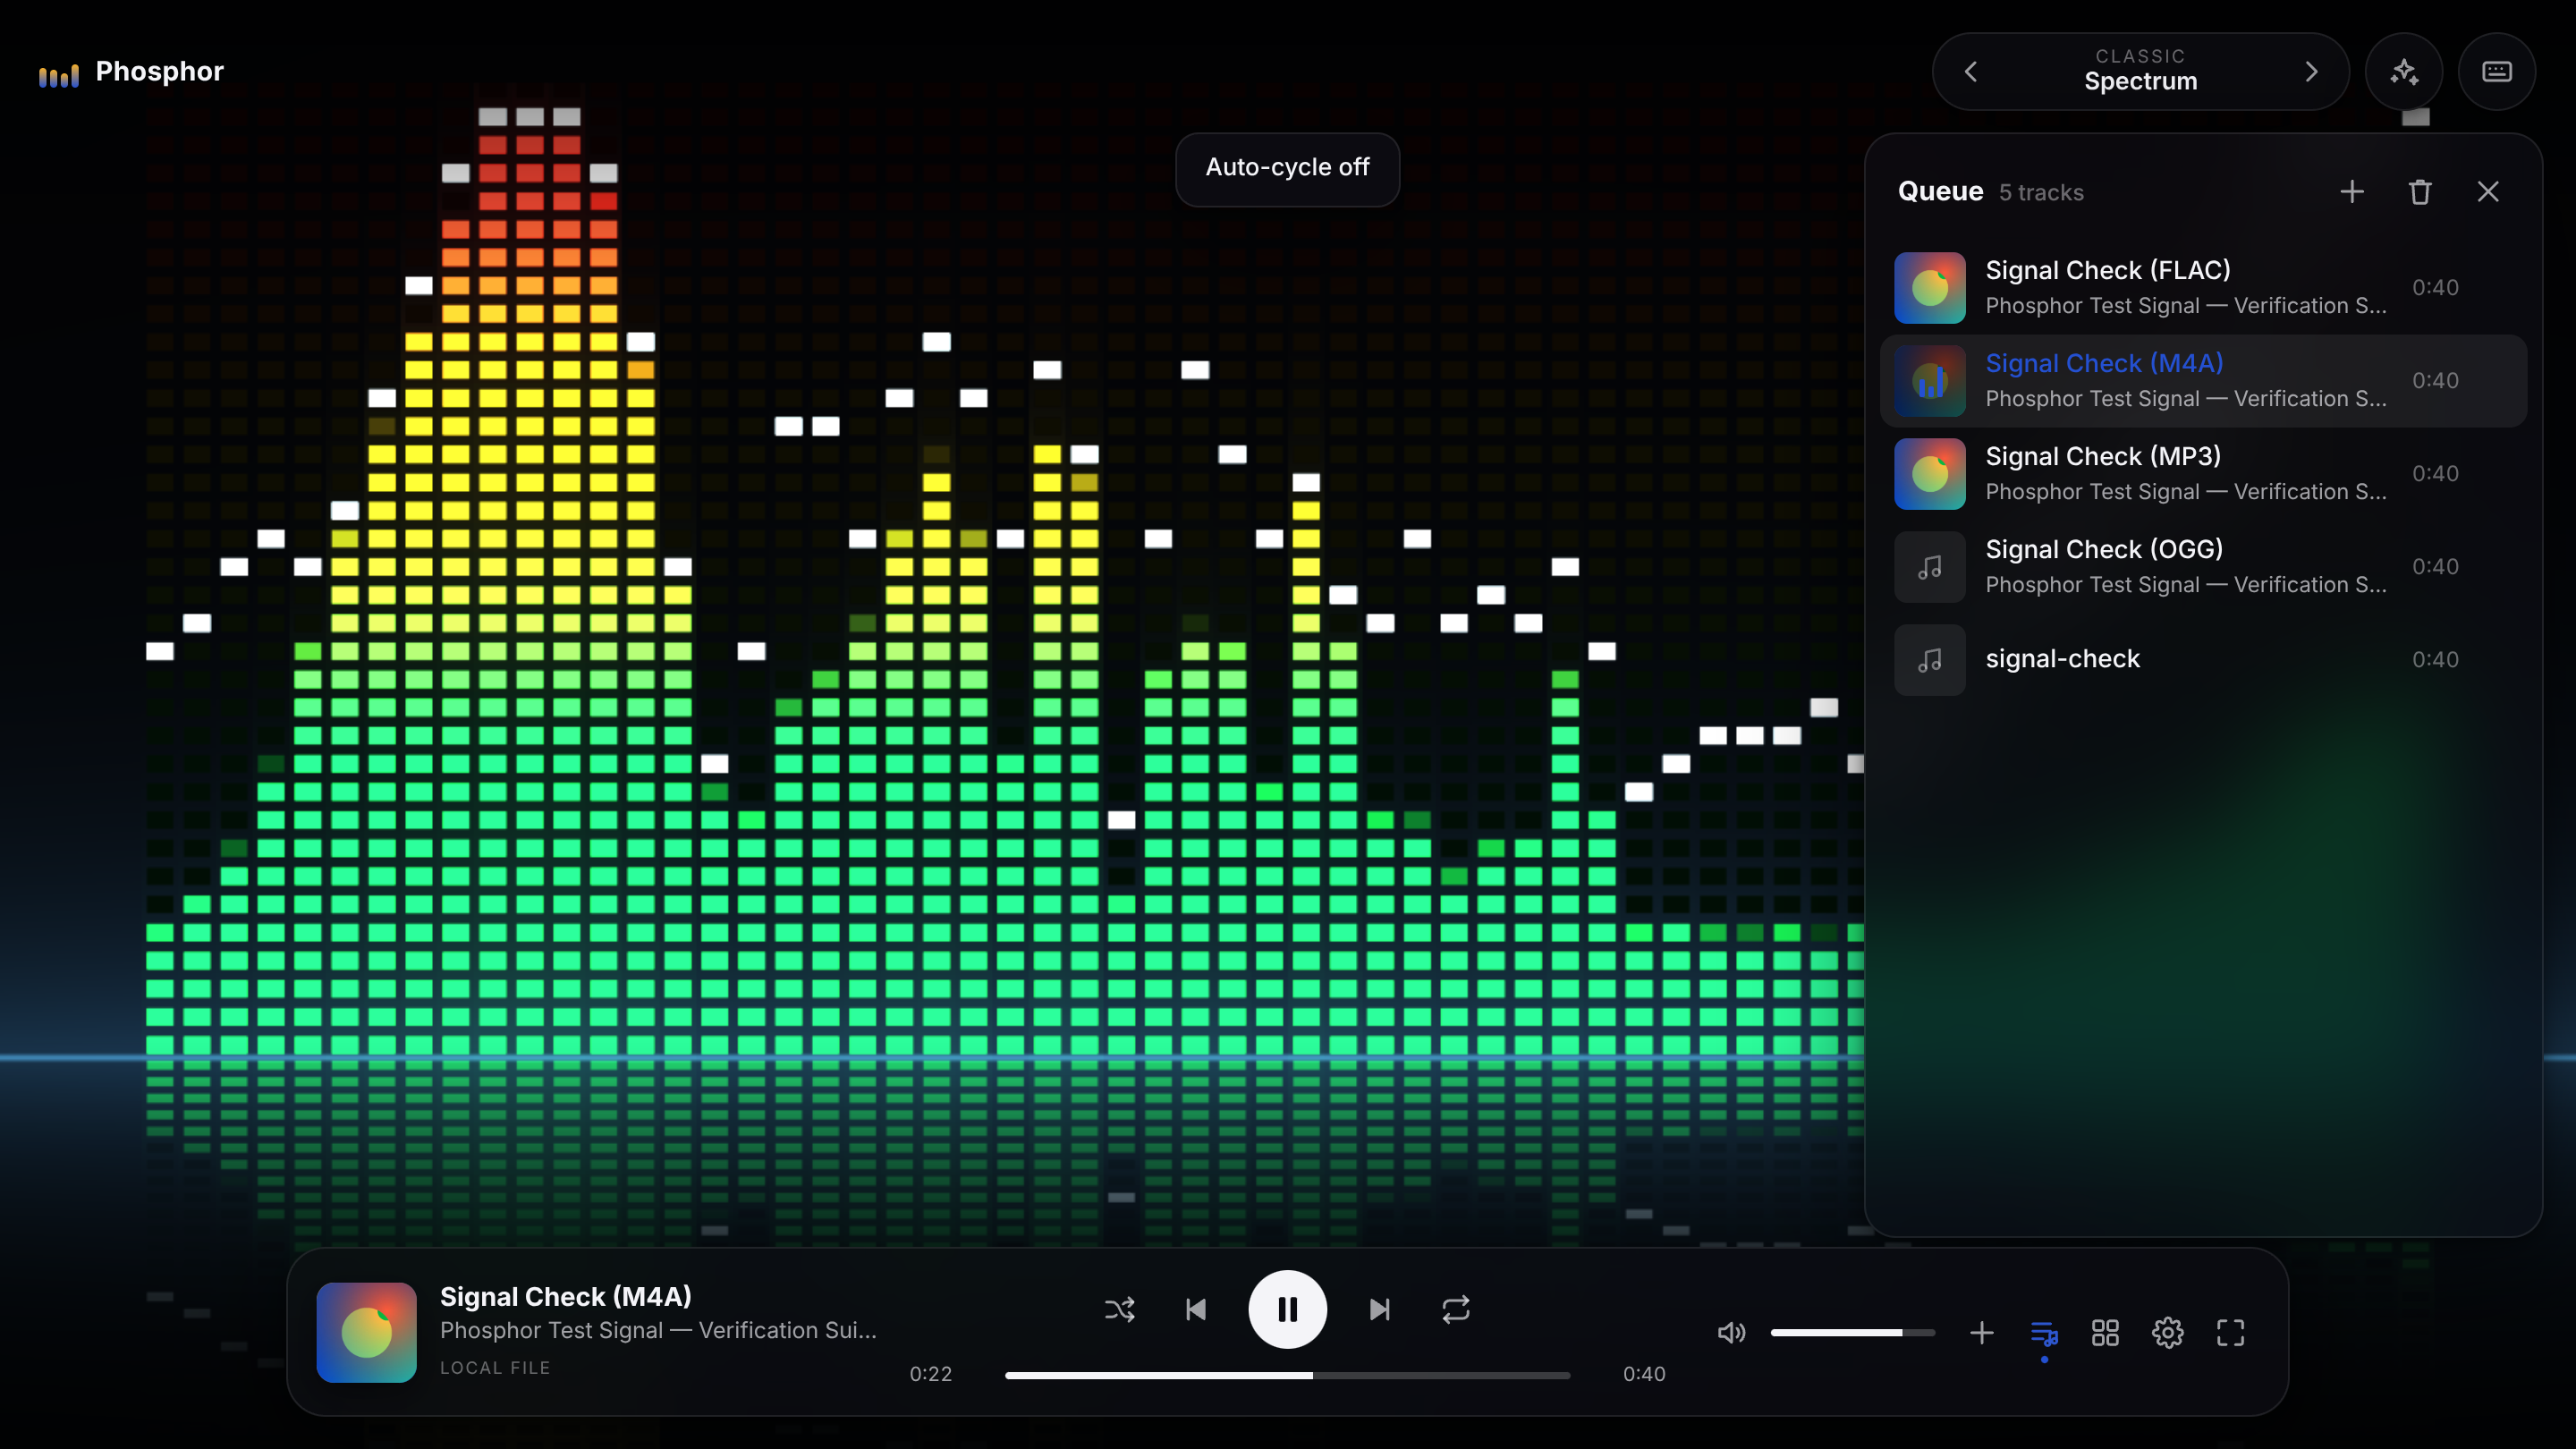 Phosphor
CLASSIC
Spectrum
Auto-cycle off
Queue 5 tracks
Signal Check (FLAC)
Phosphor Test Signal — Verification S...
0:40
Signal Check (M4A)
Phosphor Test Signal — Verification S...
0:40
Signal Check (MP3)
Phosphor Test Signal — Verification S...
0:40
Signal Check (OGG)
Phosphor Test Signal — Verification S...
0:40
signal-check
0:40
Signal Check (M4A)
Phosphor Test Signal — Verification Sui...
LOCAL FILE
0:22
0:40